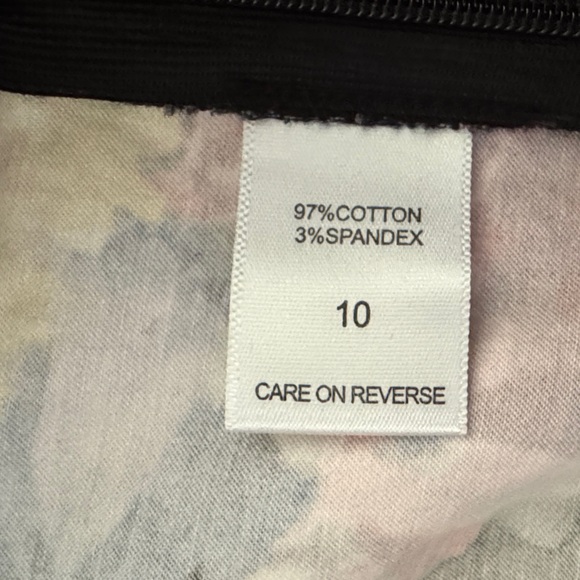 97%COTTON
3%SPANDEX
10
CARE ON REVERSE